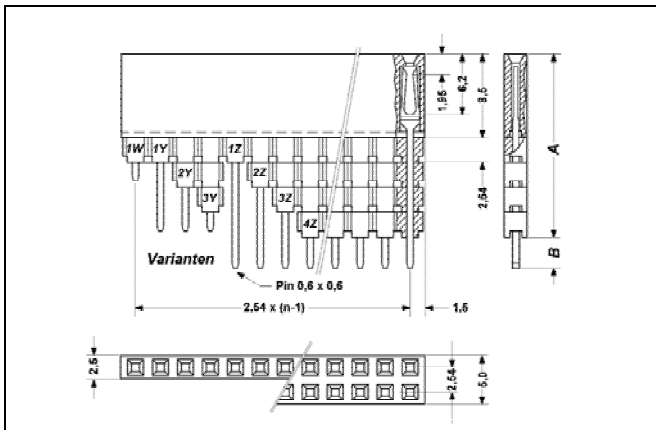 1W 1Y 1Z
2Y 2Z
3Y 3Z
4Z
Varianten
Pin 0,6 x 0,6
2,54 x (n-1)
1,5
1,95
6,2
8,5
2,54
A
B
2,5
2,54
5,0